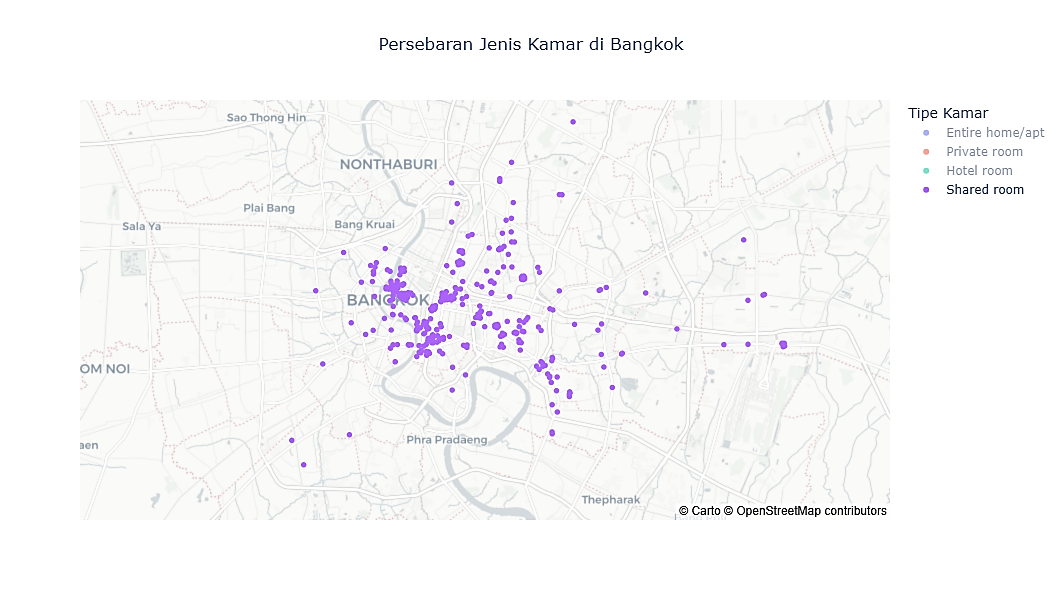 Persebaran Jenis Kamar di Bangkok
Tipe Kamar
Entire home/apt
Private room
Hotel room
Shared room
Sao Thong Hin
NONTHABURI
Plai Bang
Sala Ya
Bang Kruai
BANGKOK
OM NOI
Phra Pradaeng
aen
Thepharak
© Carto © OpenStreetMap contributors